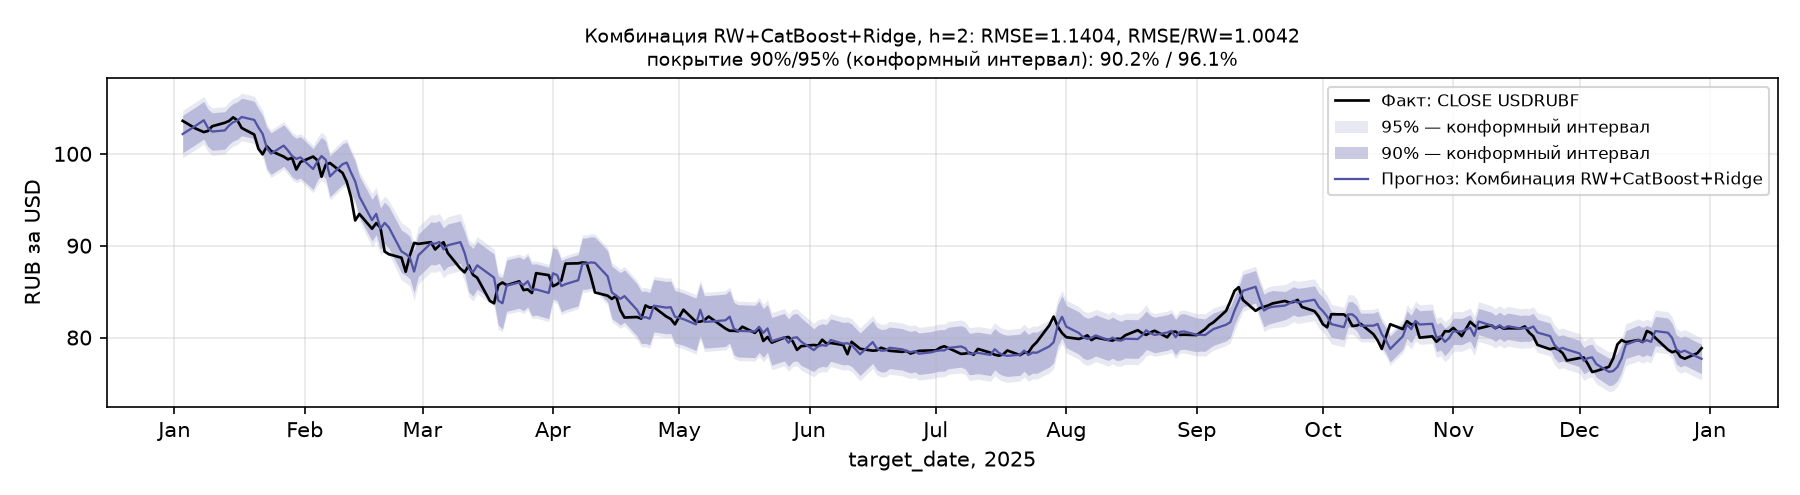 Комбинация RW+CatBoost+Ridge, h=2: RMSE=1.1404, RMSE/RW=1.0042
покрытие 90%/95% (конформный интервал): 90.2% / 96.1%
Факт: CLOSE USDRUBF
95% — конформный интервал
90% — конформный интервал
Прогноз: Комбинация RW+CatBoost+Ridge
RUB за USD
100
90
80
Jan Feb Mar Apr May Jun Jul Aug Sep Oct Nov Dec Jan
target_date, 2025